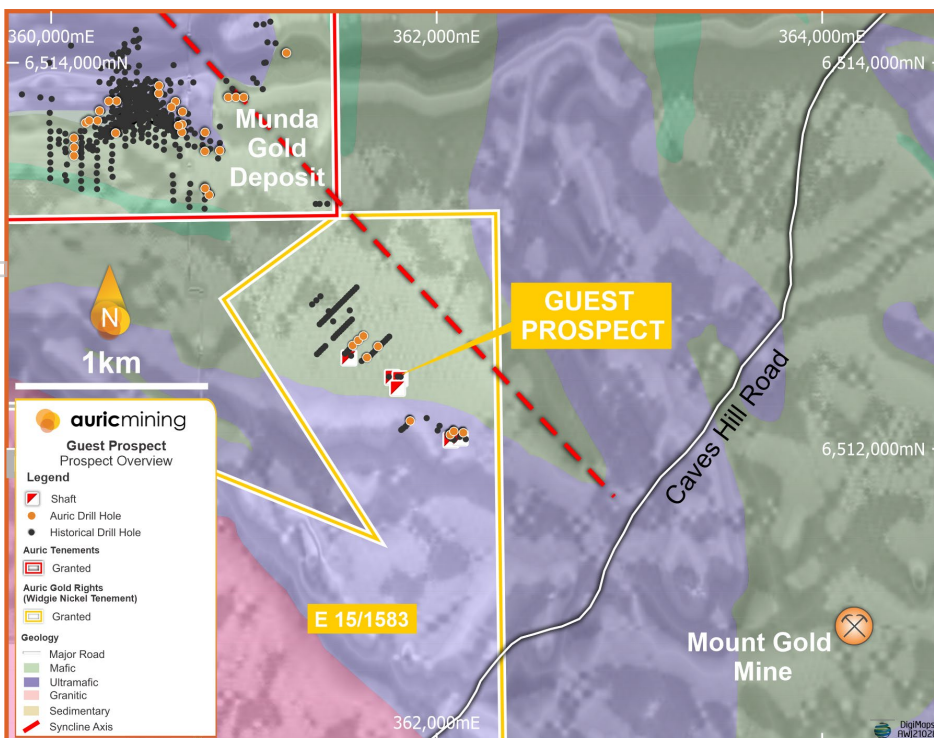 360,000mE
362,000mE
364,000mE
6,514,000mN
6,514,000mN
Munda
Gold
Deposit
GUEST
PROSPECT
N
1km
Caves Hill Road
6,512,000mN
auricmining
Guest Prospect
Prospect Overview
Legend
Shaft
Auric Drill Hole
Historical Drill Hole
Auric Tenements
Granted
Auric Gold Rights
(Widgie Nickel Tenement)
Granted
Geology
Major Road
Mafic
Ultramafic
Granitic
Sedimentary
Syncline Axis
E 15/1583
Mount Gold
Mine
362,000mE
DigiMaps